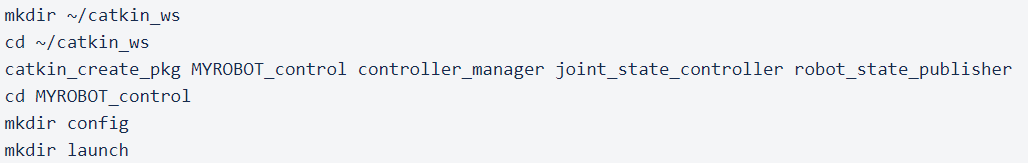 mkdir ~/catkin_ws
cd ~/catkin_ws
catkin_create_pkg MYROBOT_control controller_manager joint_state_controller robot_state_publisher
cd MYROBOT_control
mkdir config
mkdir launch